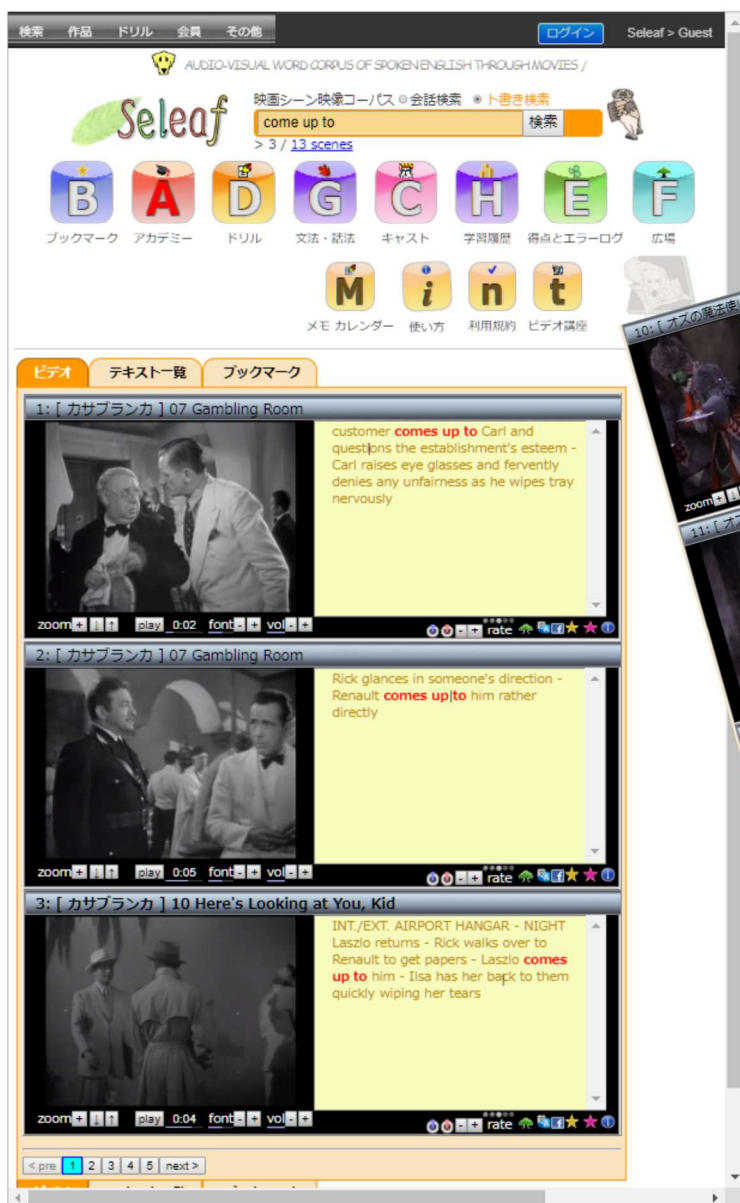 検索 作品 ドリル 会員 その他 ログイン Seleaf > Guest
AUDIO-VISUAL WORD CORPUS OF SPOKEN ENGLISH THROUGH MOVIES /
Seleaf
映画シーン映像コーパス 会話検索 ト書き検索
come up to 検索
> 3 / 13 scenes
B A D G C H E F
ブックマーク アカデミー ドリル 文法・話法 キャスト 学習履歴 得点とエラーログ 広場
M i n t
メモ カレンダー 使い方 利用規約 ビデオ講座
ビデオ テキスト一覧 ブックマーク
1: [ カサブランカ ] 07 Gambling Room
customer comes up to Carl and
questions the establishment's esteem -
Carl raises eye glasses and fervently
denies any unfairness as he wipes tray
nervously
zoom + ↓ ↑ play 0:02 font - + vol - + - + rate
2: [ カサブランカ ] 07 Gambling Room
Rick glances in someone's direction -
Renault comes up to him rather
directly
zoom + ↓ ↑ play 0:05 font - + vol - + - + rate
3: [ カサブランカ ] 10 Here's Looking at You, Kid
INT./EXT. AIRPORT HANGAR - NIGHT
Laszlo returns - Rick walks over to
Renault to get papers - Laszlo comes
up to him - Ilsa has her back to them
quickly wiping her tears
zoom + ↓ ↑ play 0:04 font - + vol - + - + rate
< pre 1 2 3 4 5 next >
10: [ オズの魔法使い
zoom +
11: [ オズ